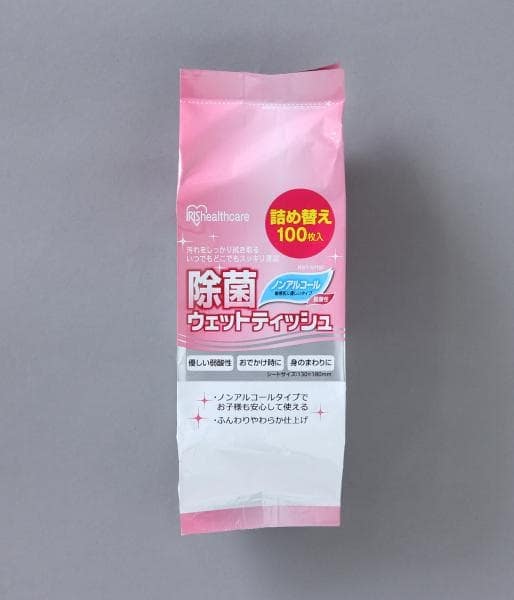 IRIS healthcare
詰め替え
100枚入
汚れをしっかり拭き取る
いつでもどこでもスッキリ清潔
除菌
ノンアルコール
弱酸性
ウェットティッシュ
優しい弱酸性 おでかけ時に 身のまわりに
シートサイズ:130×180mm
・ノンアルコールタイプで
お子様も安心して使える
・ふんわりやわらか仕上げ